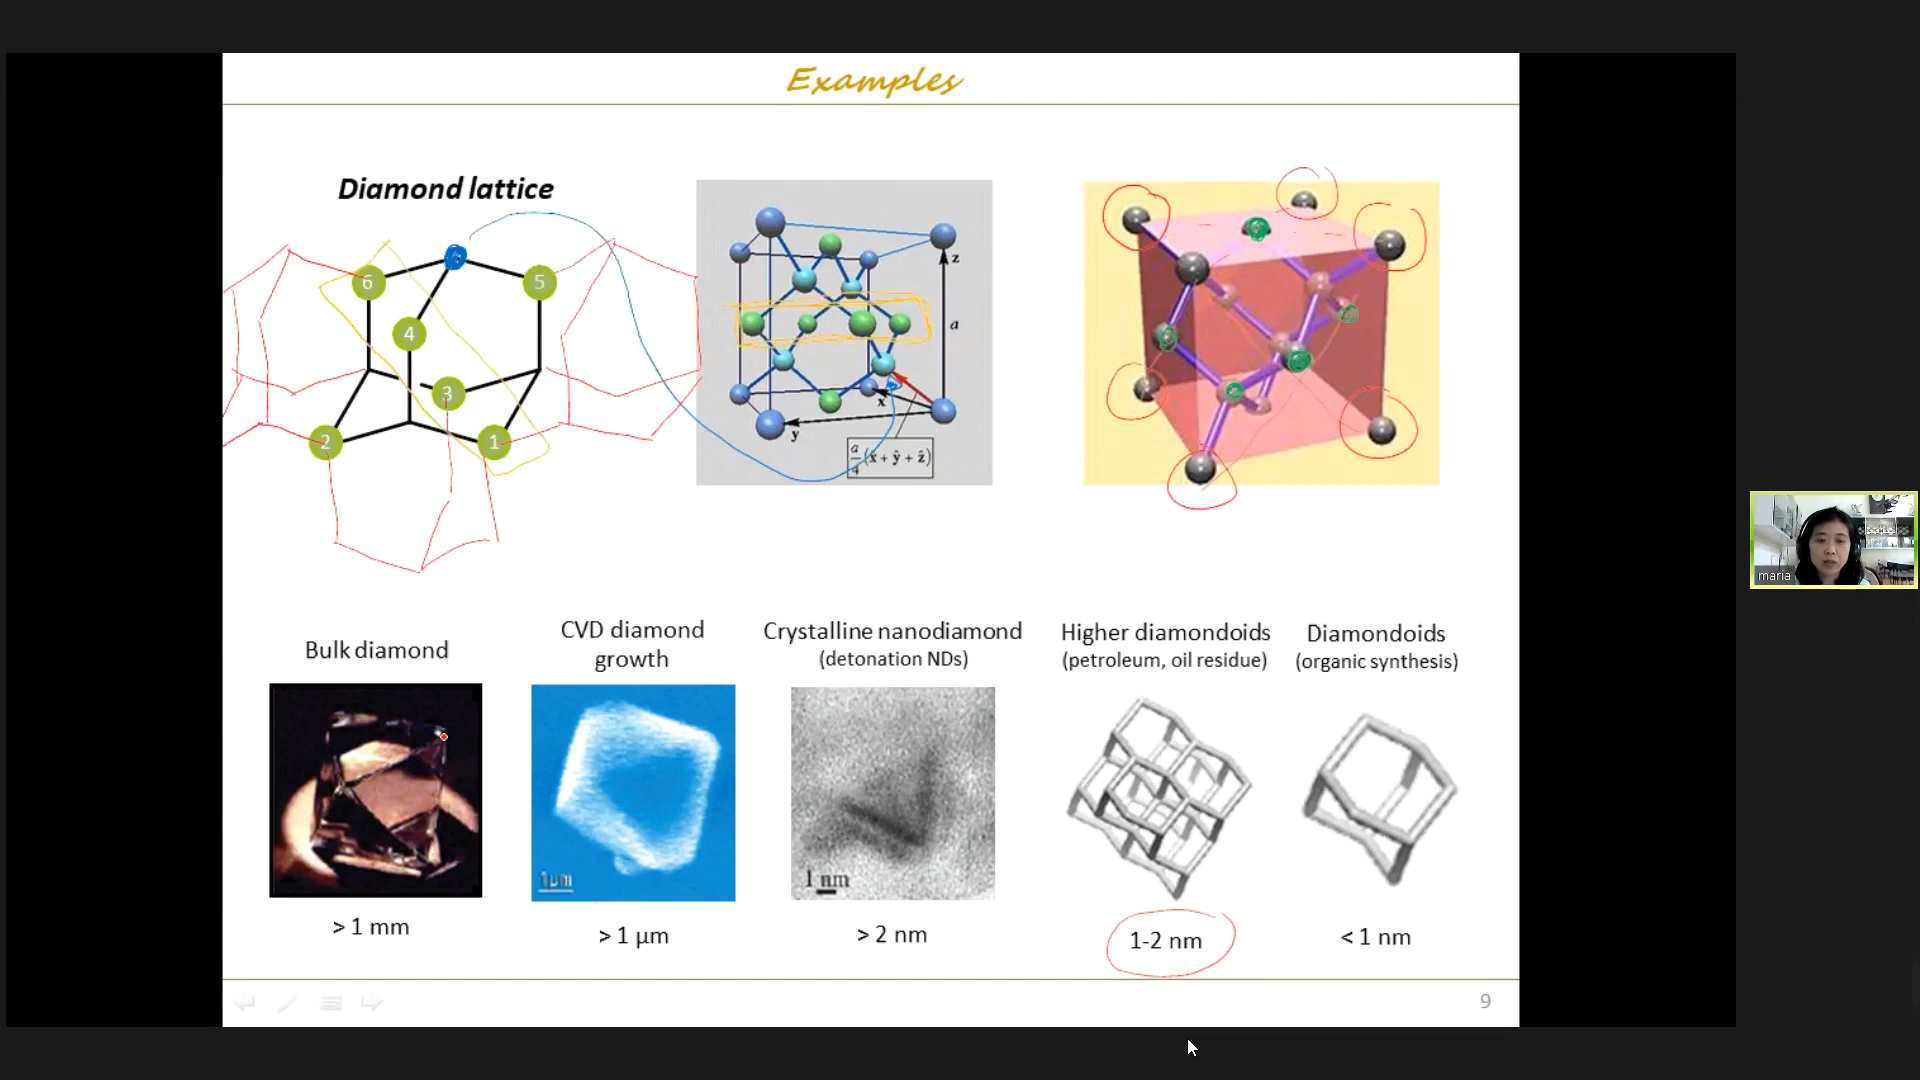 Examples
Diamond lattice
6
5
4
3
2
1
z
a
x
y
a/4 (x̂ + ŷ + ẑ)
Bulk diamond
CVD diamond
growth
Crystalline nanodiamond
(detonation NDs)
Higher diamondoids
(petroleum, oil residue)
Diamondoids
(organic synthesis)
1µm
1 nm
> 1 mm
> 1 µm
> 2 nm
1-2 nm
< 1 nm
9
maria